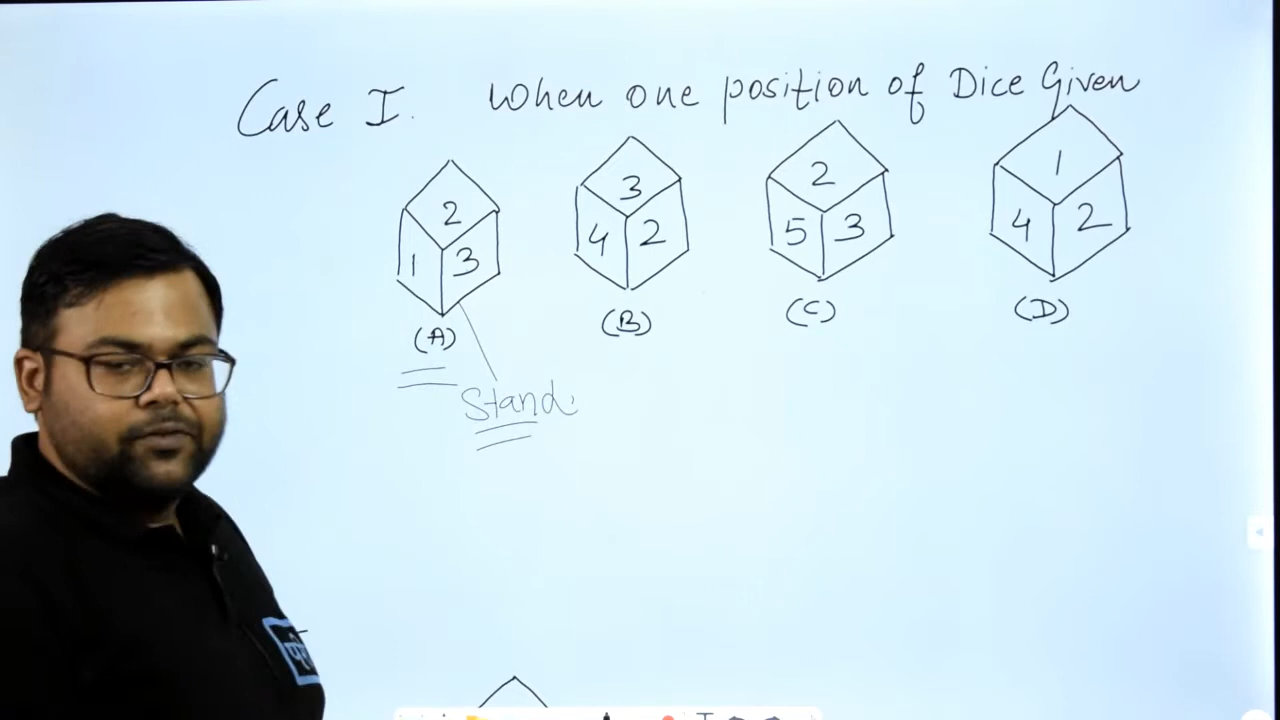 Case I. When one position of Dice Given
2 3 2 1
1 3 4 2 5 3 4 2
(A) (B) (C) (D)
Stand.